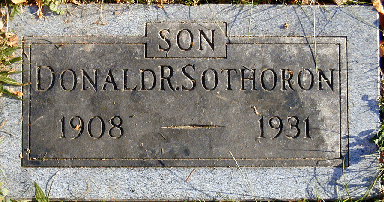 SON
DONALD R. SOTHORON
1908 — 1931